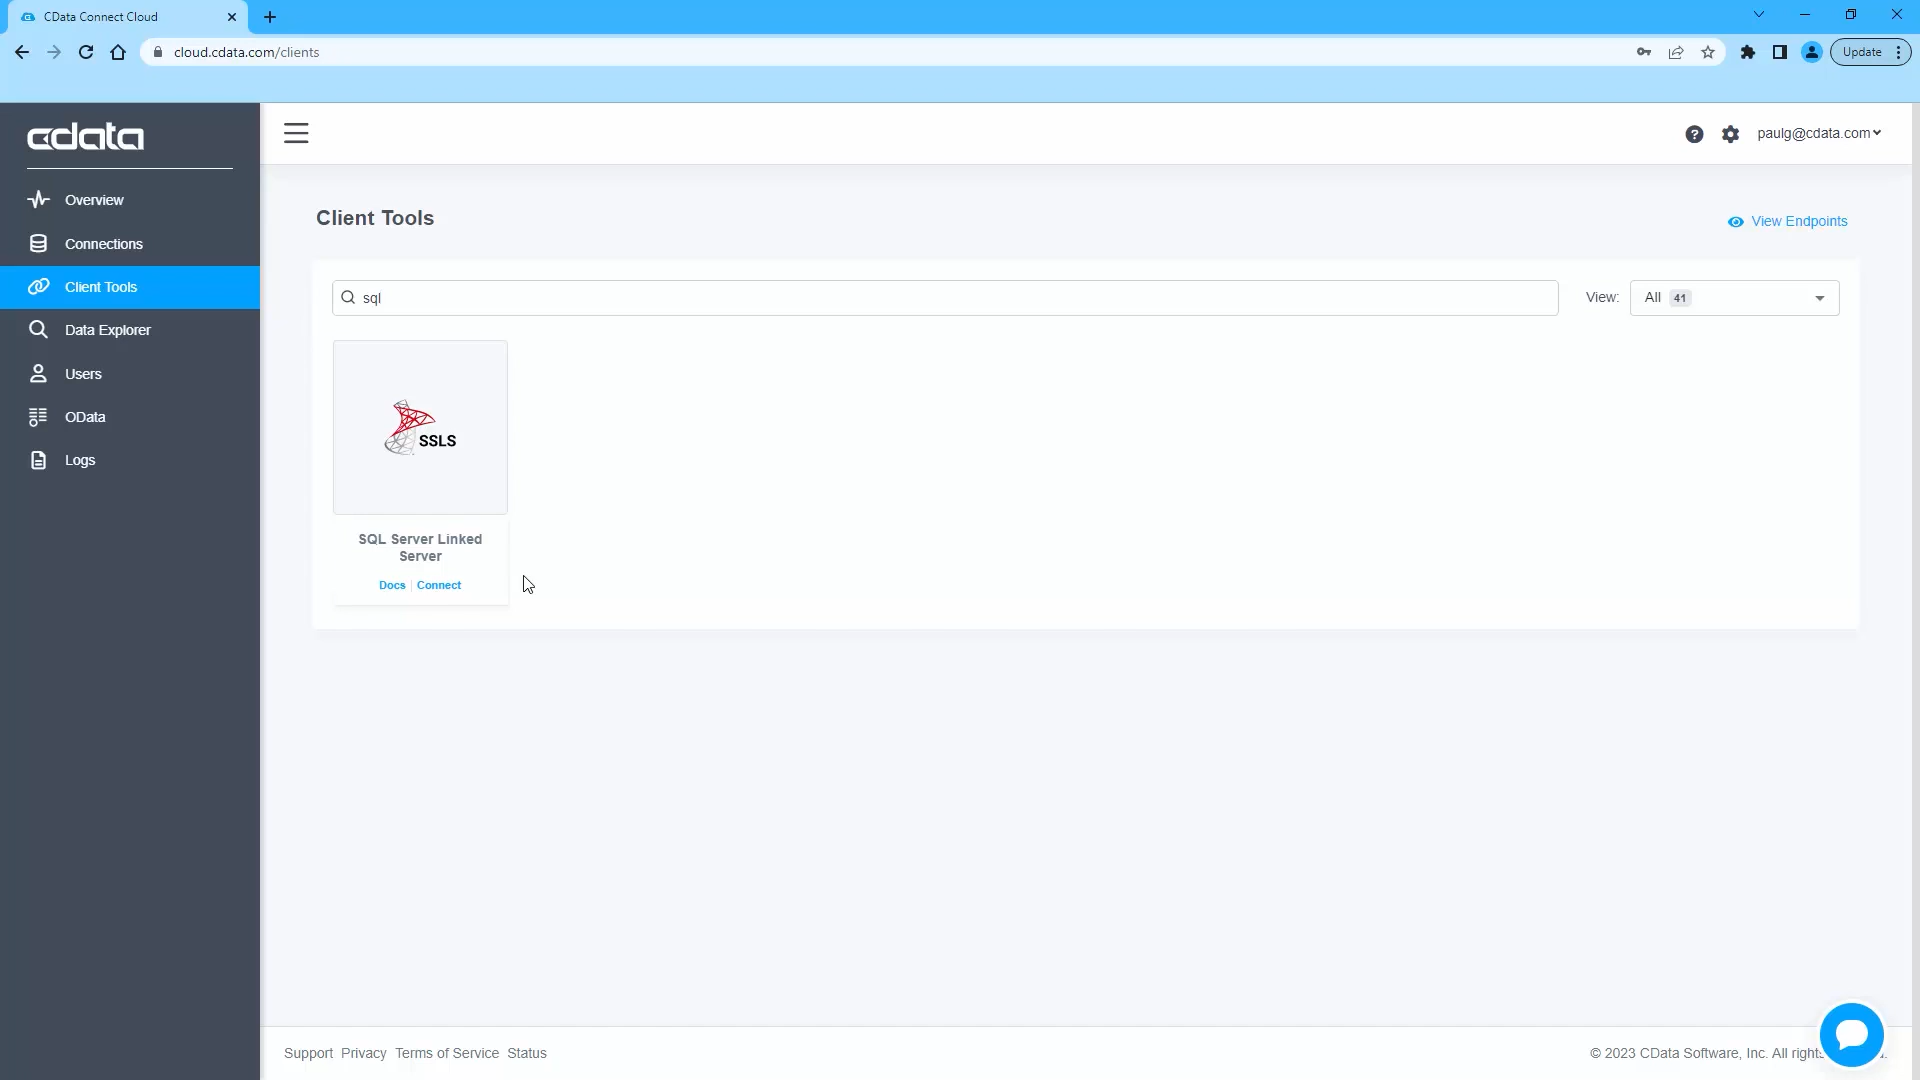 CData Connect Cloud
cloud.cdata.com/clients
Update
cdata
paulg@cdata.com
Overview
Connections
Client Tools
Data Explorer
Users
OData
Logs
Client Tools
View Endpoints
sql
View: All 41
SSLS
SQL Server Linked
Server
Docs | Connect
Support Privacy Terms of Service Status
© 2023 CData Software, Inc. All rights